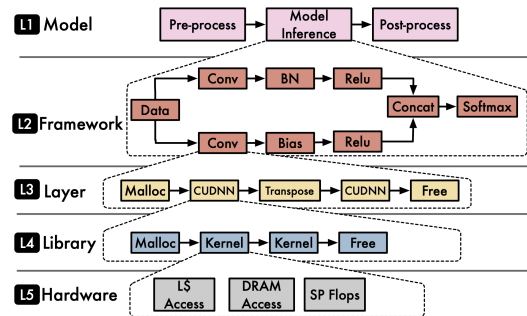 L1 Model
Pre-process
Model
Inference
Post-process
L2 Framework
Data
Conv
BN
Relu
Conv
Bias
Relu
Concat
Softmax
L3 Layer
Malloc
CUDNN
Transpose
CUDNN
Free
L4 Library
Malloc
Kernel
Kernel
Free
L5 Hardware
L$
Access
DRAM
Access
SP Flops